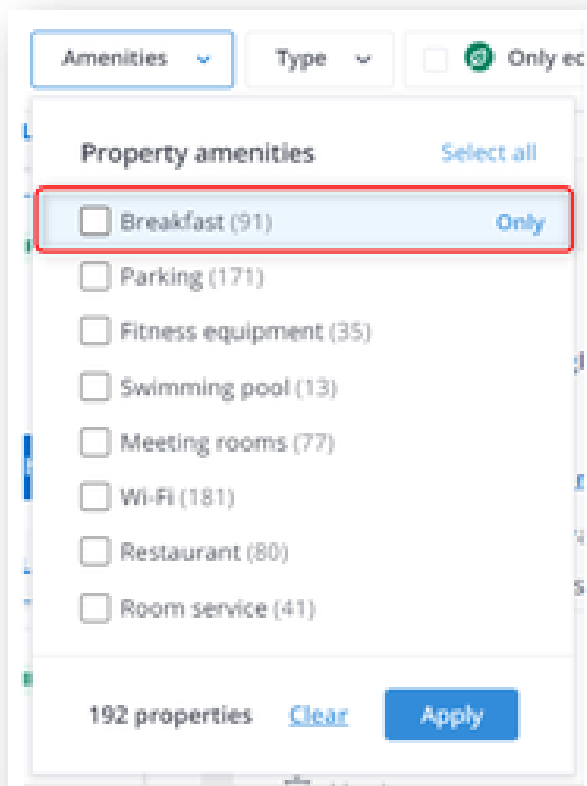 Amenities Type Only ec
Property amenities Select all
Breakfast (91) Only
Parking (171)
Fitness equipment (35)
Swimming pool (13)
Meeting rooms (77)
Wi-Fi (181)
Restaurant (80)
Room service (41)
192 properties Clear Apply